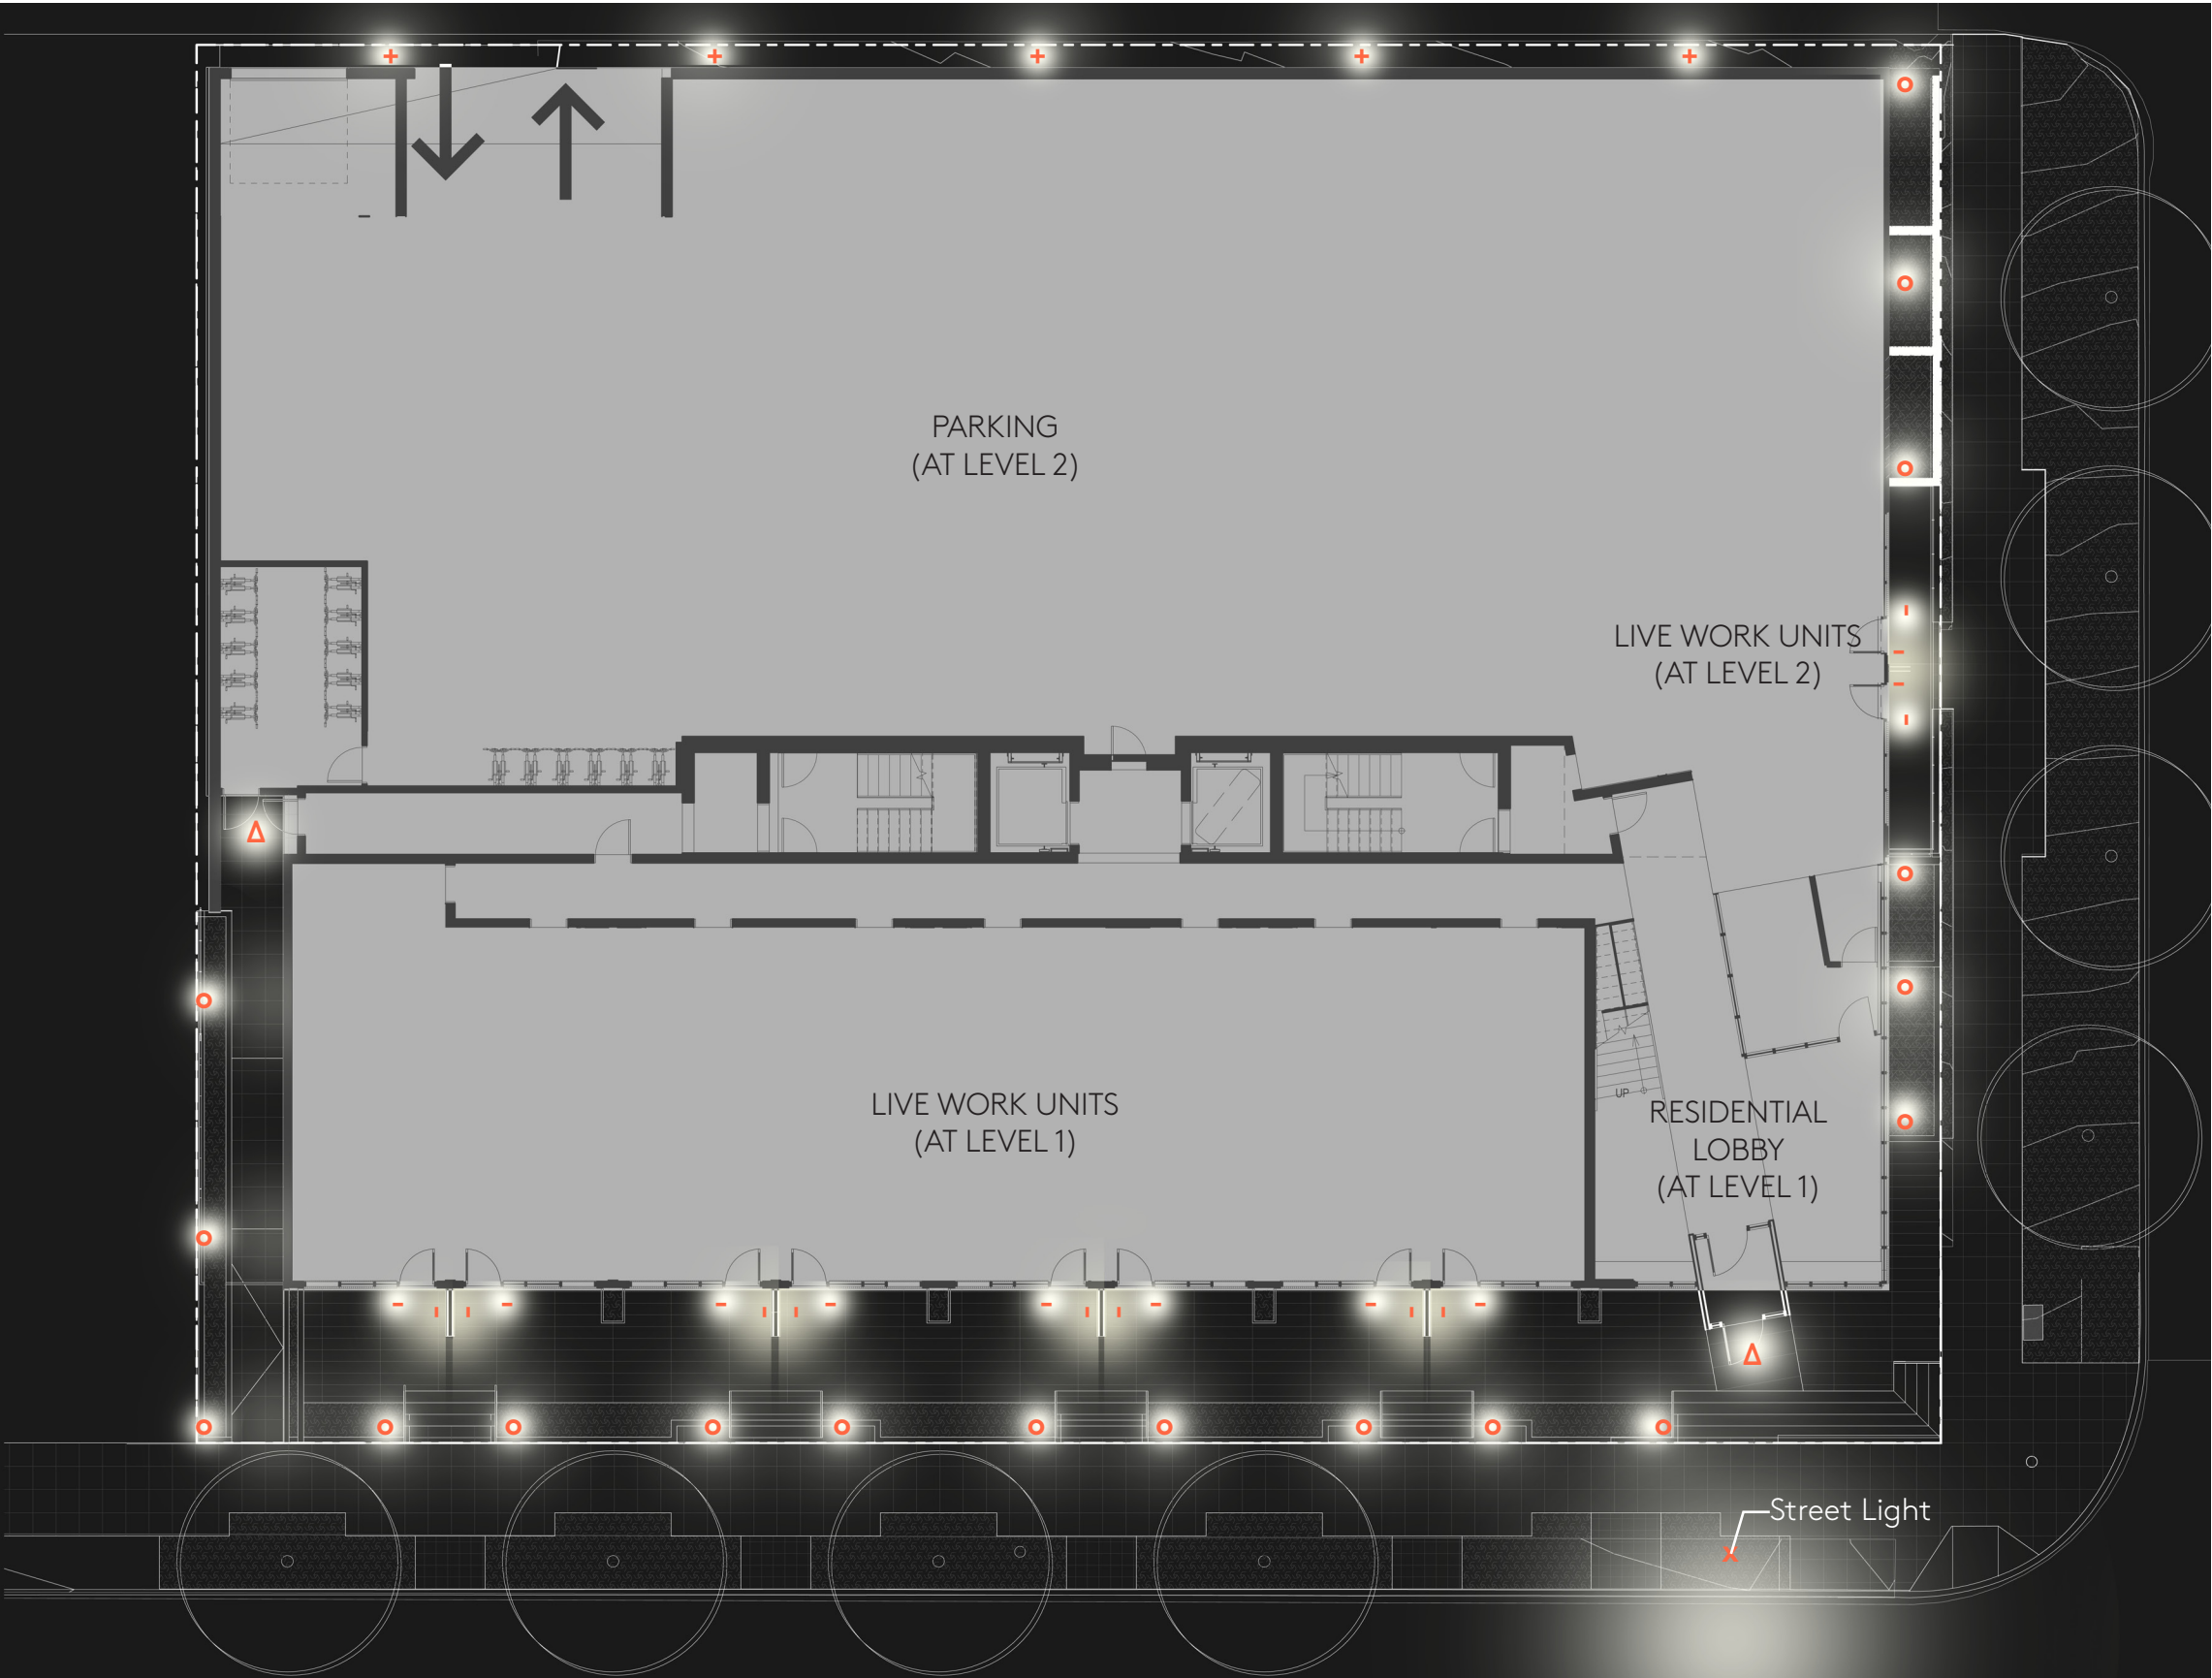 PARKING
(AT LEVEL 2)
LIVE WORK UNITS
(AT LEVEL 2)
LIVE WORK UNITS
(AT LEVEL 1)
UP
RESIDENTIAL
LOBBY
(AT LEVEL 1)
Street Light